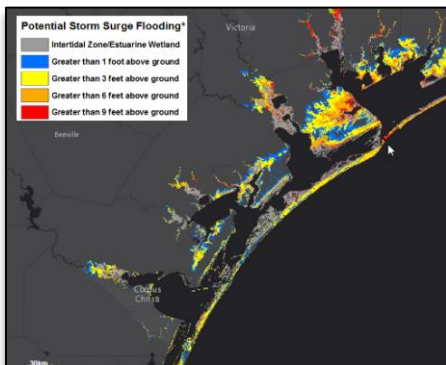 Potential Storm Surge Flooding*
Intertidal Zone/Estuarine Wetland
Greater than 1 foot above ground
Greater than 3 feet above ground
Greater than 6 feet above ground
Greater than 9 feet above ground
Victoria
Beeville
Corpus
Christi
30km